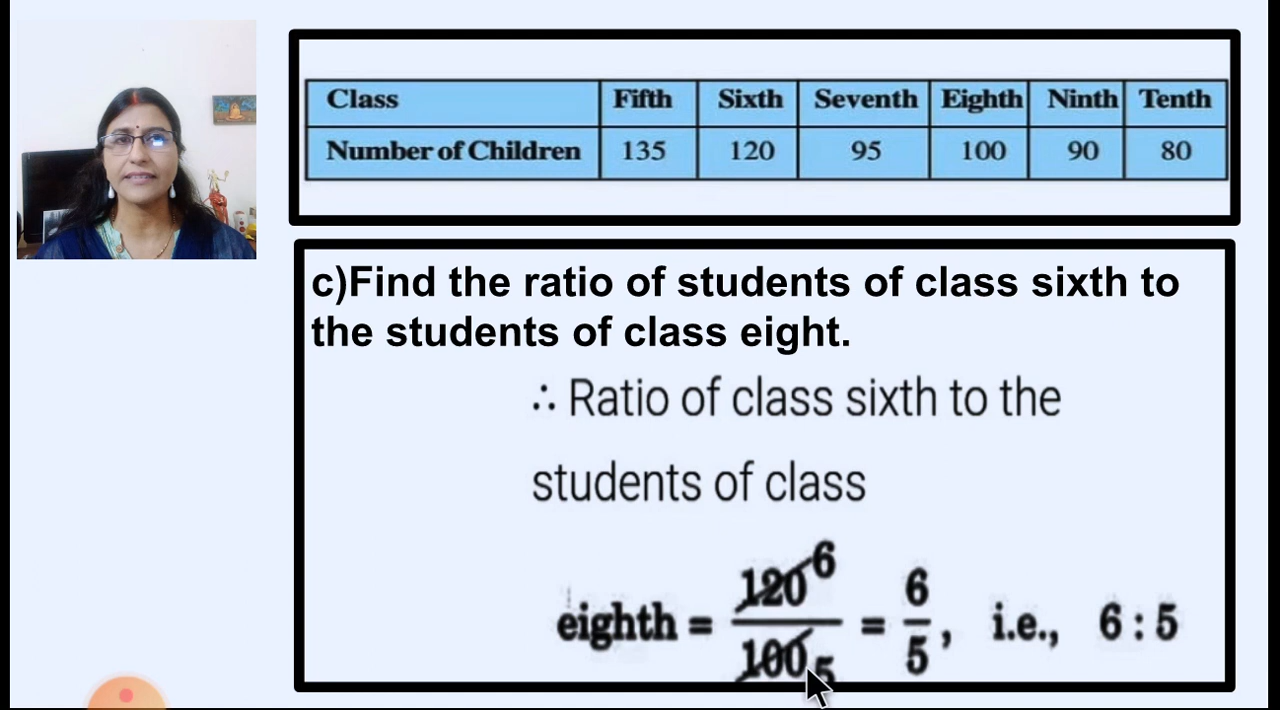 Class Fifth Sixth Seventh Eighth Ninth Tenth
Number of Children 135 120 95 100 90 80
c)Find the ratio of students of class sixth to
the students of class eight.
∴ Ratio of class sixth to the
students of class
eighth = 120 6 / 100 5 = 6/5, i.e., 6 : 5